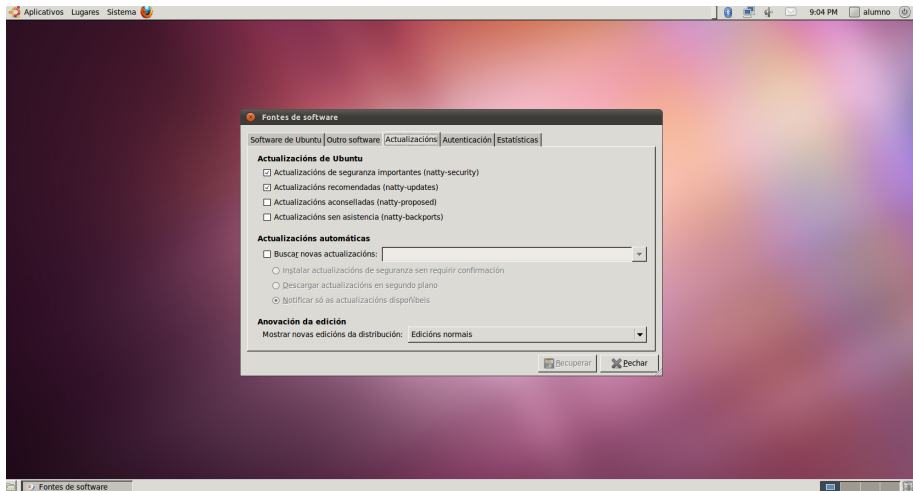 Aplicativos Lugares Sistema 9:04 PM alumno
Fontes de software
Software de Ubuntu Outro software Actualizacións Autenticación Estatísticas
Actualizacións de Ubuntu
Actualizacións de seguranza importantes (natty-security)
Actualizacións recomendadas (natty-updates)
Actualizacións aconselladas (natty-proposed)
Actualizacións sen asistencia (natty-backports)
Actualizacións automáticas
Buscar novas actualizacións:
Instalar actualizacións de seguranza sen requirir confirmación
Descargar actualizacións en segundo plano
Notificar só as actualizacións dispoñíbeis
Anovación da edición
Mostrar novas edicións da distribución: Edicións normais
Recuperar Pechar
Fontes de software